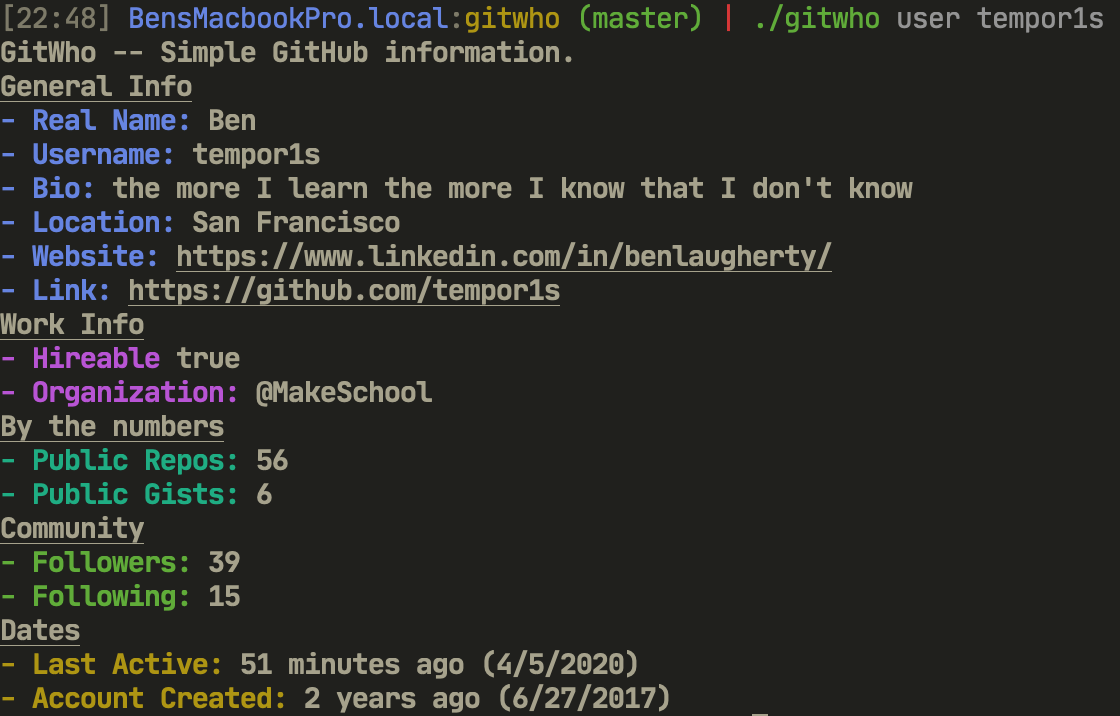 [22:48] BensMacbookPro.local:gitwho (master) | ./gitwho user tempor1s
GitWho -- Simple GitHub information.
General Info
- Real Name: Ben
- Username: tempor1s
- Bio: the more I learn the more I know that I don't know
- Location: San Francisco
- Website: https://www.linkedin.com/in/benlaugherty/
- Link: https://github.com/tempor1s
Work Info
- Hireable true
- Organization: @MakeSchool
By the numbers
- Public Repos: 56
- Public Gists: 6
Community
- Followers: 39
- Following: 15
Dates
- Last Active: 51 minutes ago (4/5/2020)
- Account Created: 2 years ago (6/27/2017)